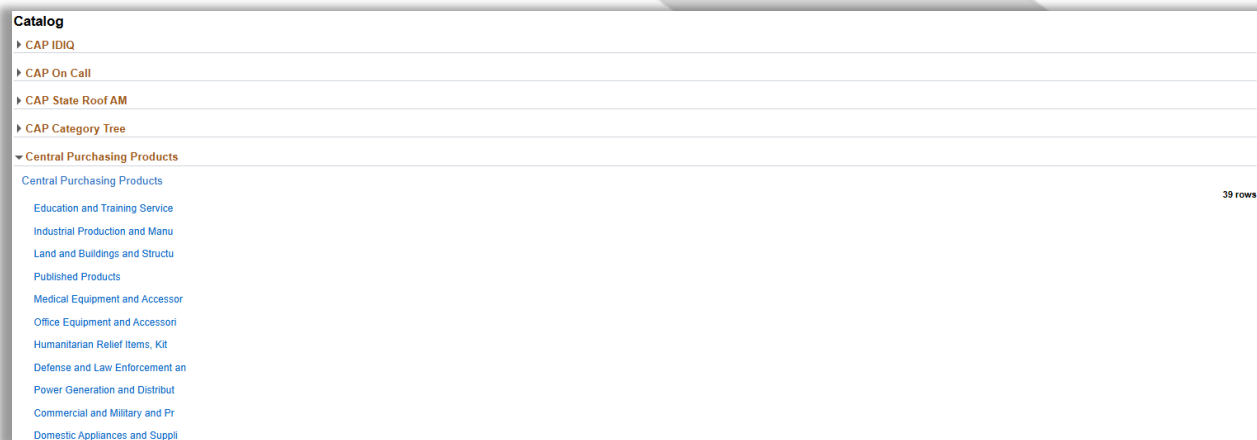 Catalog
CAP IDIQ
CAP On Call
CAP State Roof AM
CAP Category Tree
Central Purchasing Products
Central Purchasing Products
39 rows
Education and Training Service
Industrial Production and Manu
Land and Buildings and Structu
Published Products
Medical Equipment and Accessor
Office Equipment and Accessori
Humanitarian Relief Items, Kit
Defense and Law Enforcement an
Power Generation and Distribut
Commercial and Military and Pr
Domestic Appliances and Suppli